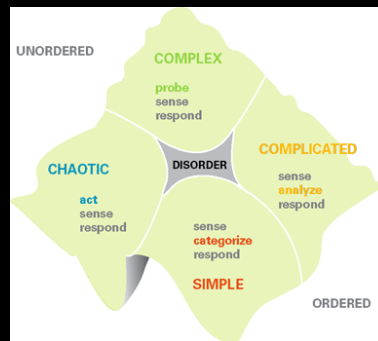 UNORDERED
COMPLEX
probe
sense
respond
CHAOTIC
act
sense
respond
DISORDER
COMPLICATED
sense
analyze
respond
sense
categorize
respond
SIMPLE
ORDERED